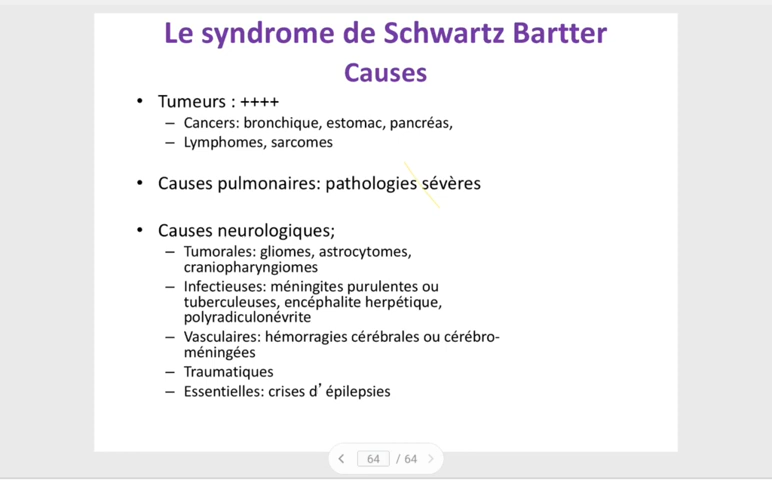 Le syndrome de Schwartz Bartter
Causes
• Tumeurs : ++++
– Cancers: bronchique, estomac, pancréas,
– Lymphomes, sarcomes
• Causes pulmonaires: pathologies sévères
• Causes neurologiques;
– Tumorales: gliomes, astrocytomes,
craniopharyngiomes
– Infectieuses: méningites purulentes ou
tuberculeuses, encéphalite herpétique,
polyradiculonévrite
– Vasculaires: hémorragies cérébrales ou cérébro-
méningées
– Traumatiques
– Essentielles: crises d’ épilepsies
64 / 64